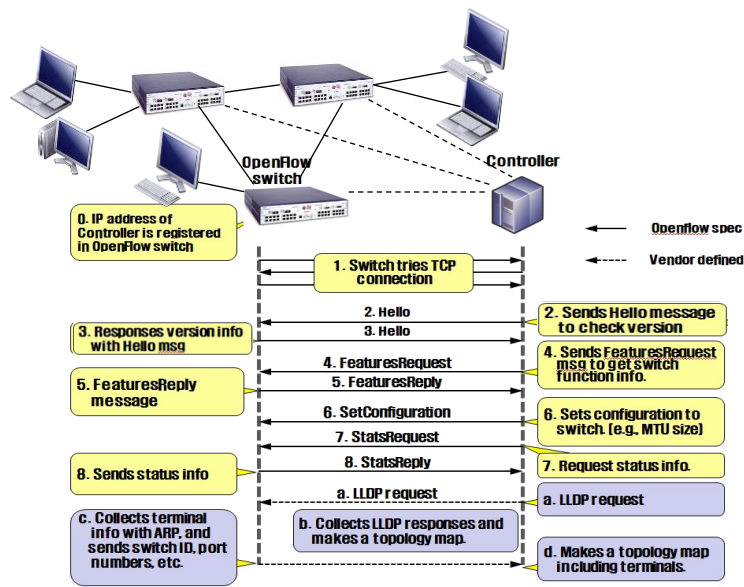 OpenFlow
switch
Controller
0. IP address of
Controller is registered
in OpenFlow switch
Openflow spec
Vendor defined
1. Switch tries TCP
connection
2. Hello
2. Sends Hello message
to check version
3. Responses version info
with Hello msg
3. Hello
4. FeaturesRequest
4. Sends FeaturesRequest
msg to get switch
function info.
5. FeaturesReply
message
5. FeaturesReply
6. SetConfiguration
6. Sets configuration to
switch. (e.g., MTU size)
7. StatsRequest
7. Request status info.
8. Sends status info
8. StatsReply
a. LLDP request
a. LLDP request
b. Collects LLDP responses and
makes a topology map.
c. Collects terminal
info with ARP, and
sends switch ID, port
numbers, etc.
d. Makes a topology map
including terminals.